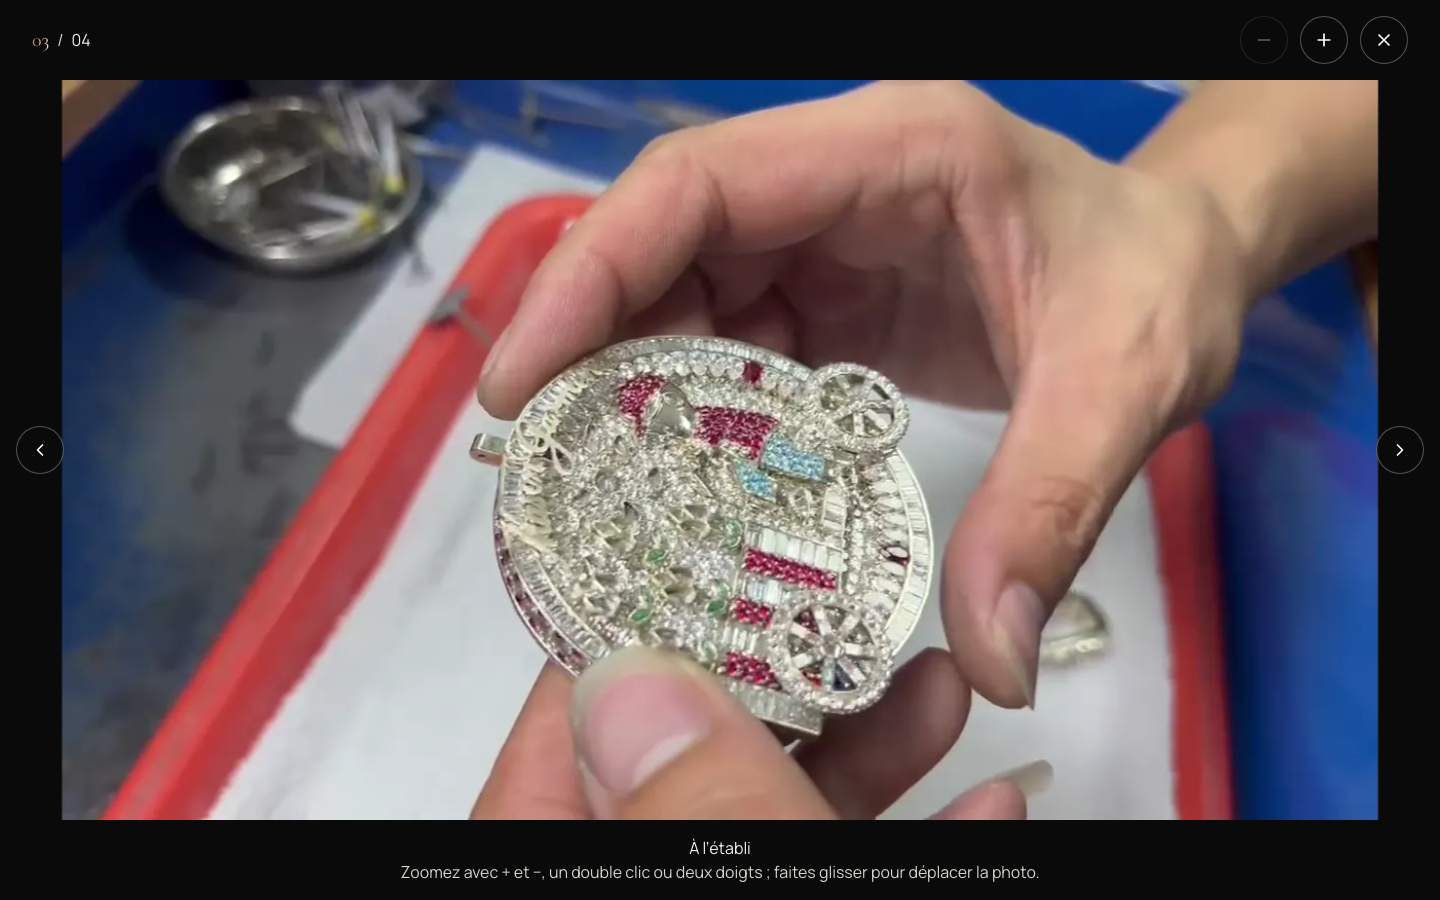 03 / 04
À l'établi
Zoomez avec + et −, un double clic ou deux doigts ; faites glisser pour déplacer la photo.